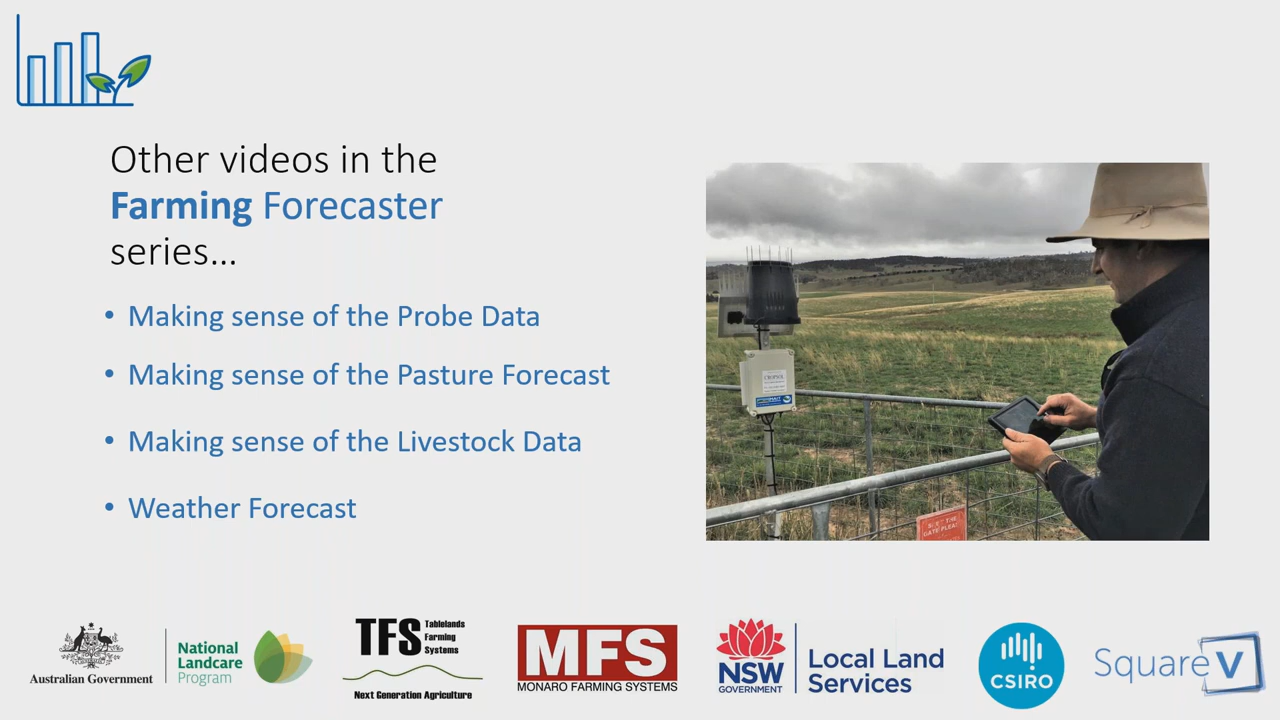 Other videos in the
Farming Forecaster
series...
• Making sense of the Probe Data
• Making sense of the Pasture Forecast
• Making sense of the Livestock Data
• Weather Forecast
Australian Government
National
Landcare
Program
TFS
Tablelands
Farming
Systems
Next Generation Agriculture
MFS
MONARO FARMING SYSTEMS
NSW
GOVERNMENT
Local Land
Services
CSIRO
Square V